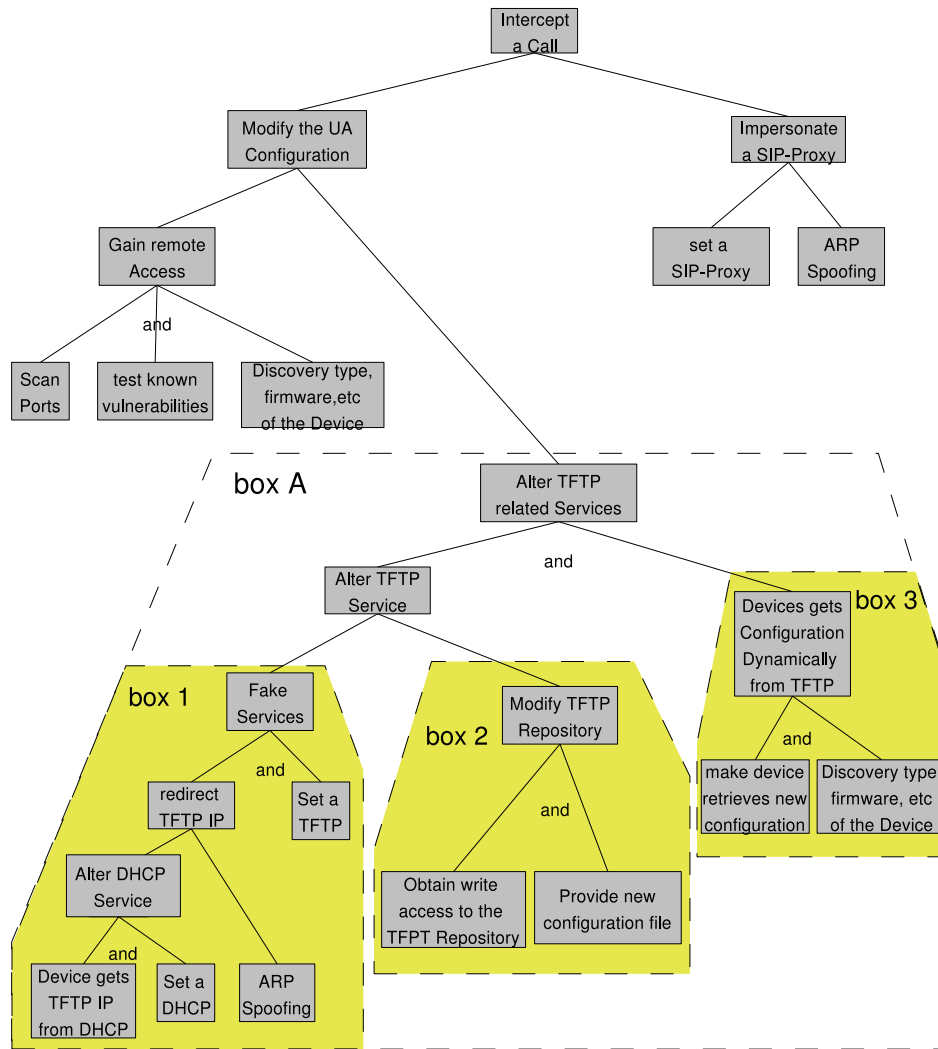 Intercept
a Call
Modify the UA
Configuration
Impersonate
a SIP-Proxy
Gain remote
Access
set a
SIP-Proxy
ARP
Spoofing
and
Scan
Ports
test known
vulnerabilities
Discovery type,
firmware,etc
of the Device
box A
Alter TFTP
related Services
and
Alter TFTP
Service
box 3
Devices gets
Configuration
Dynamically
from TFTP
and
make device
retrieves new
configuration
Discovery type,
firmware, etc
of the Device
box 1
Fake
Services
and
redirect
TFTP IP
Set a
TFTP
Alter DHCP
Service
and
Device gets
TFTP IP
from DHCP
Set a
DHCP
ARP
Spoofing
box 2
Modify TFTP
Repository
and
Obtain write
access to the
TFPT Repository
Provide new
configuration file